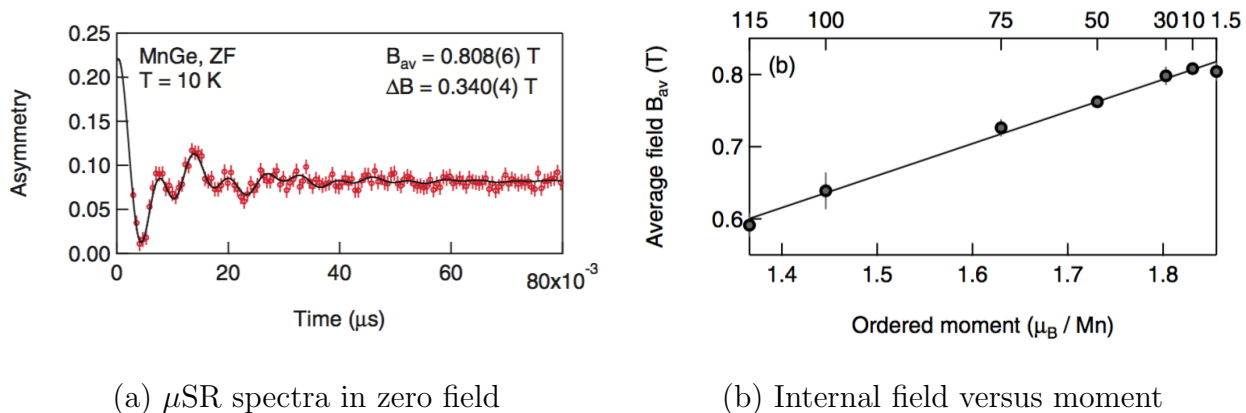 MnGe, ZF
T = 10 K
B_av = 0.808(6) T
ΔB = 0.340(4) T
0.25
0.20
0.15
0.10
0.05
0.00
Asymmetry
0 20 40 60 80x10⁻³
Time (μs)
(a) μSR spectra in zero field
115 100 75 50 30 10 1.5
(b)
0.8
0.7
0.6
Average field B_av (T)
1.4 1.5 1.6 1.7 1.8
Ordered moment (μ_B / Mn)
(b) Internal field versus moment